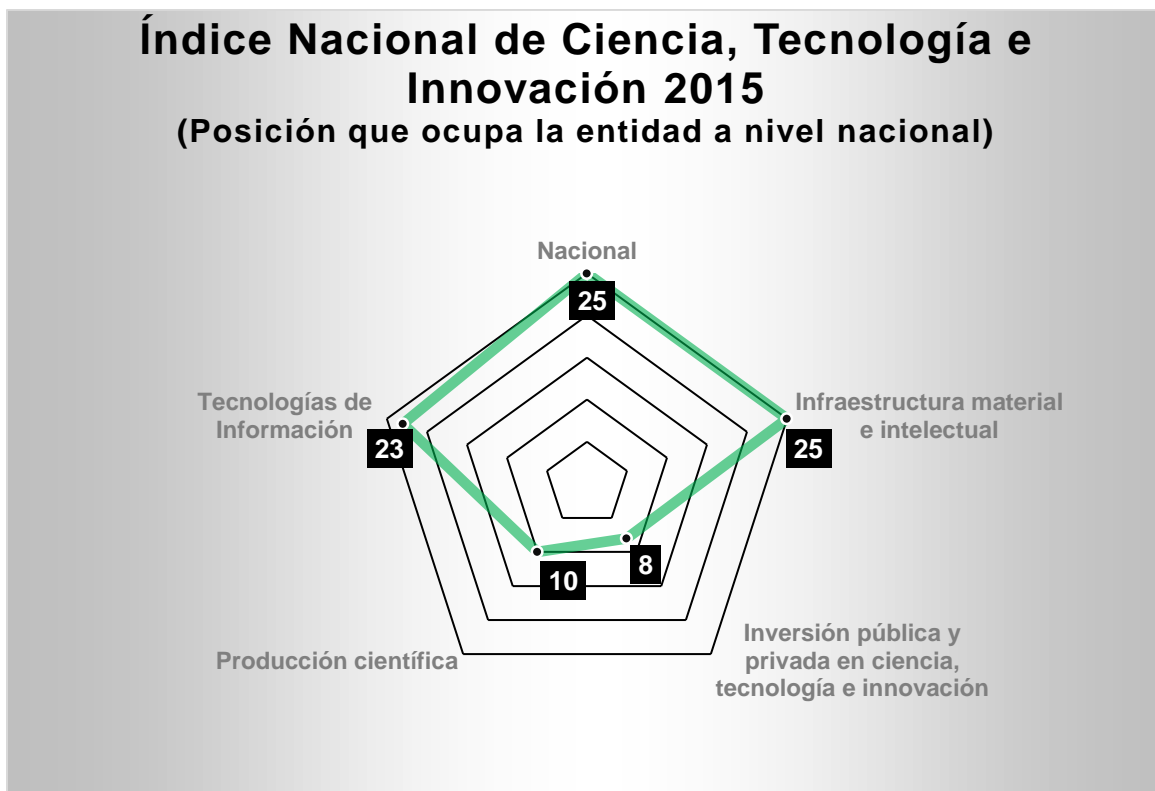 Índice Nacional de Ciencia, Tecnología e
Innovación 2015
(Posición que ocupa la entidad a nivel nacional)
Nacional
25
Tecnologías de
Información
23
Infraestructura material
e intelectual
25
10
8
Producción científica
Inversión pública y
privada en ciencia,
tecnología e innovación